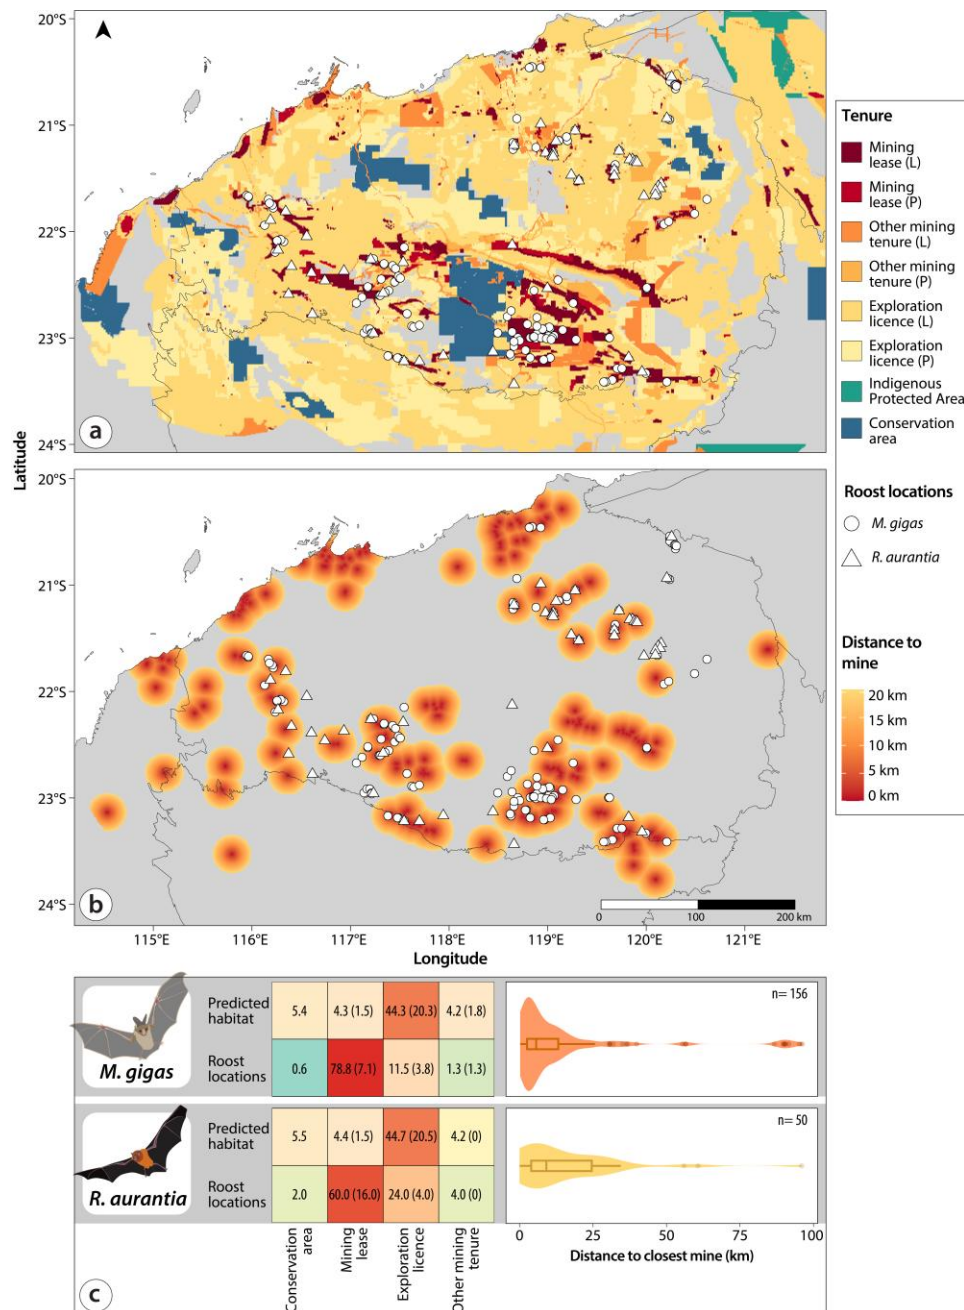 20°S
21°S
22°S
23°S
24°S
a
Latitude
Tenure
Mining
lease (L)
Mining
lease (P)
Other mining
tenure (L)
Other mining
tenure (P)
Exploration
licence (L)
Exploration
licence (P)
Indigenous
Protected Area
Conservation
area
Roost locations
M. gigas
R. aurantia
Distance to
mine
20 km
15 km
10 km
5 km
0 km
20°S
21°S
22°S
23°S
24°S
b
0 100 200 km
115°E 116°E 117°E 118°E 119°E 120°E 121°E
Longitude
M. gigas
Predicted
habitat
5.4 4.3 (1.5) 44.3 (20.3) 4.2 (1.8)
Roost
locations
0.6 78.8 (7.1) 11.5 (3.8) 1.3 (1.3)
n= 156
R. aurantia
Predicted
habitat
5.5 4.4 (1.5) 44.7 (20.5) 4.2 (0)
Roost
locations
2.0 60.0 (16.0) 24.0 (4.0) 4.0 (0)
n= 50
Conservation
area
Mining
lease
Exploration
licence
Other mining
tenure
0 25 50 75 100
Distance to closest mine (km)
c